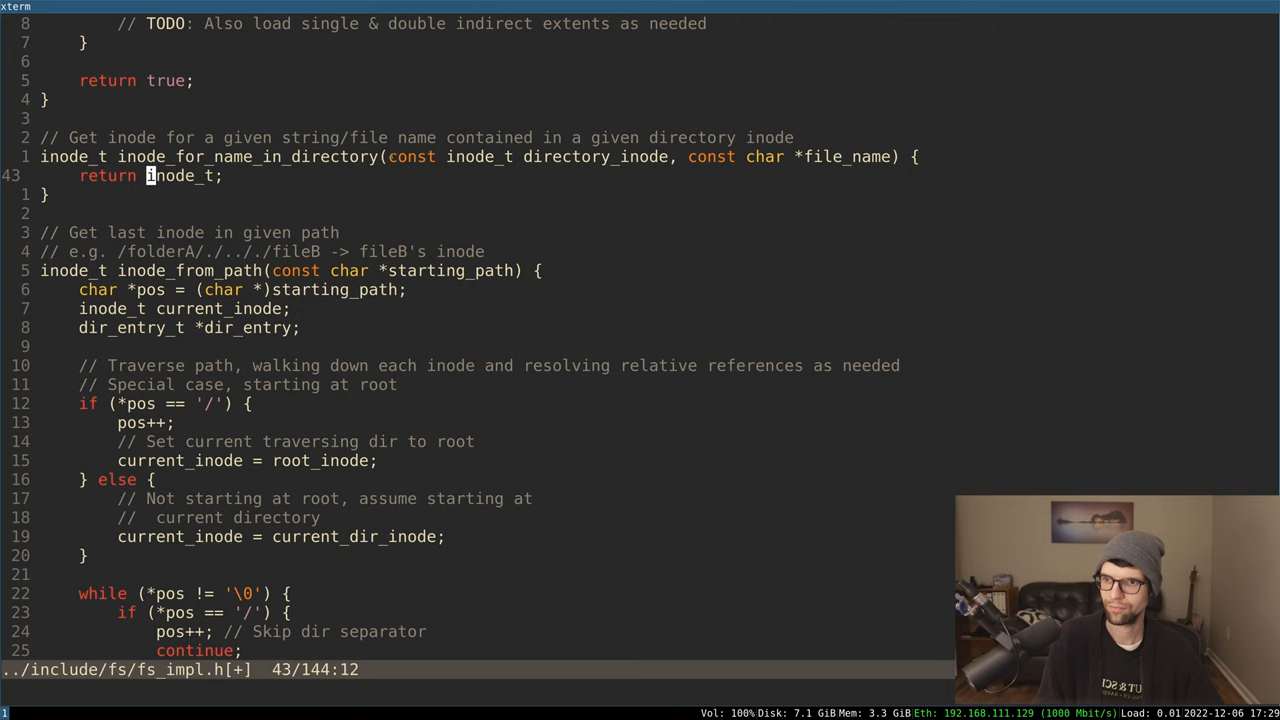 xterm
8 // TODO: Also load single & double indirect extents as needed
7 }
6
5 return true;
4 }
3
2 // Get inode for a given string/file name contained in a given directory inode
1 inode_t inode_for_name_in_directory(const inode_t directory_inode, const char *file_name) {
43 return inode_t;
1 }
2
3 // Get last inode in given path
4 // e.g. /folderA/./.././fileB -> fileB's inode
5 inode_t inode_from_path(const char *starting_path) {
6 char *pos = (char *)starting_path;
7 inode_t current_inode;
8 dir_entry_t *dir_entry;
9
10 // Traverse path, walking down each inode and resolving relative references as needed
11 // Special case, starting at root
12 if (*pos == '/') {
13 pos++;
14 // Set current traversing dir to root
15 current_inode = root_inode;
16 } else {
17 // Not starting at root, assume starting at
18 //  current directory
19 current_inode = current_dir_inode;
20 }
21
22 while (*pos != '\0') {
23 if (*pos == '/') {
24 pos++; // Skip dir separator
25 continue;
../include/fs/fs_impl.h[+] 43/144:12
1 Vol: 100% Disk: 7.1 GiB Mem: 3.3 GiB Eth: 192.168.111.129 (1000 Mbit/s) Load: 0.01 2022-12-06 17:29